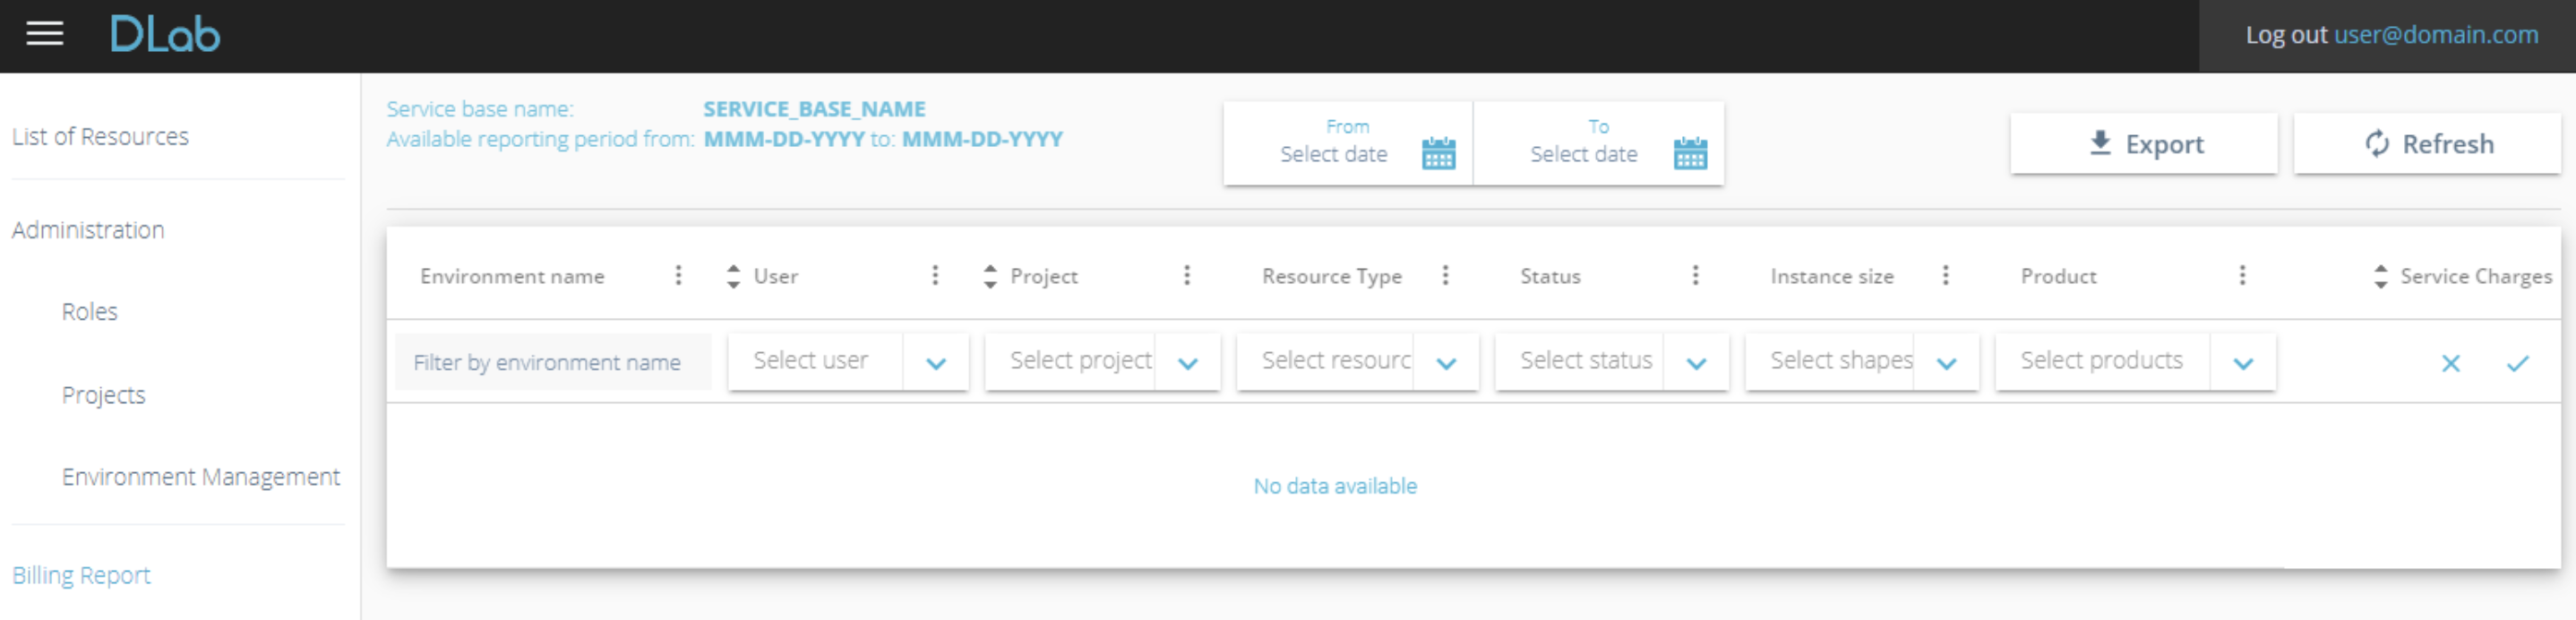 DLab
Log out user@domain.com
List of Resources
Administration
Roles
Projects
Environment Management
Billing Report
Service base name: SERVICE_BASE_NAME
Available reporting period from: MMM-DD-YYYY to: MMM-DD-YYYY
From
Select date
To
Select date
Export
Refresh
Environment name User Project Resource Type Status Instance size Product Service Charges
Filter by environment name Select user Select project Select resourc Select status Select shapes Select products
No data available